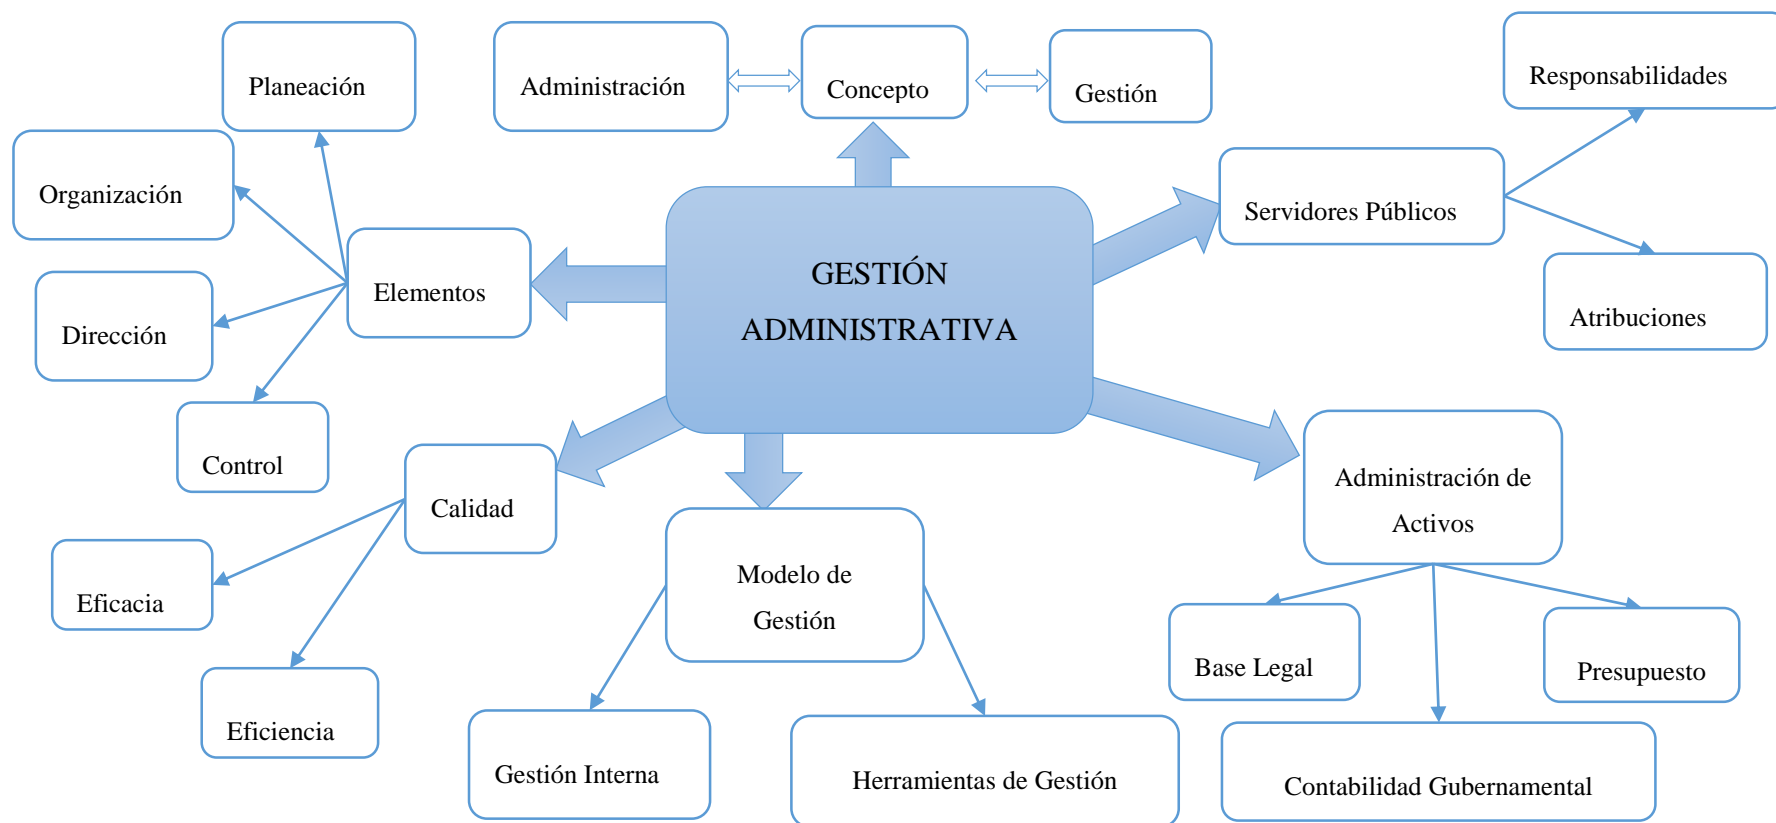 Planeación
Administración
Concepto
Gestión
Responsabilidades
Organización
Servidores Públicos
Elementos
GESTIÓN
ADMINISTRATIVA
Dirección
Atribuciones
Control
Calidad
Administración de
Activos
Modelo de
Gestión
Eficacia
Eficiencia
Base Legal
Presupuesto
Gestión Interna
Herramientas de Gestión
Contabilidad Gubernamental